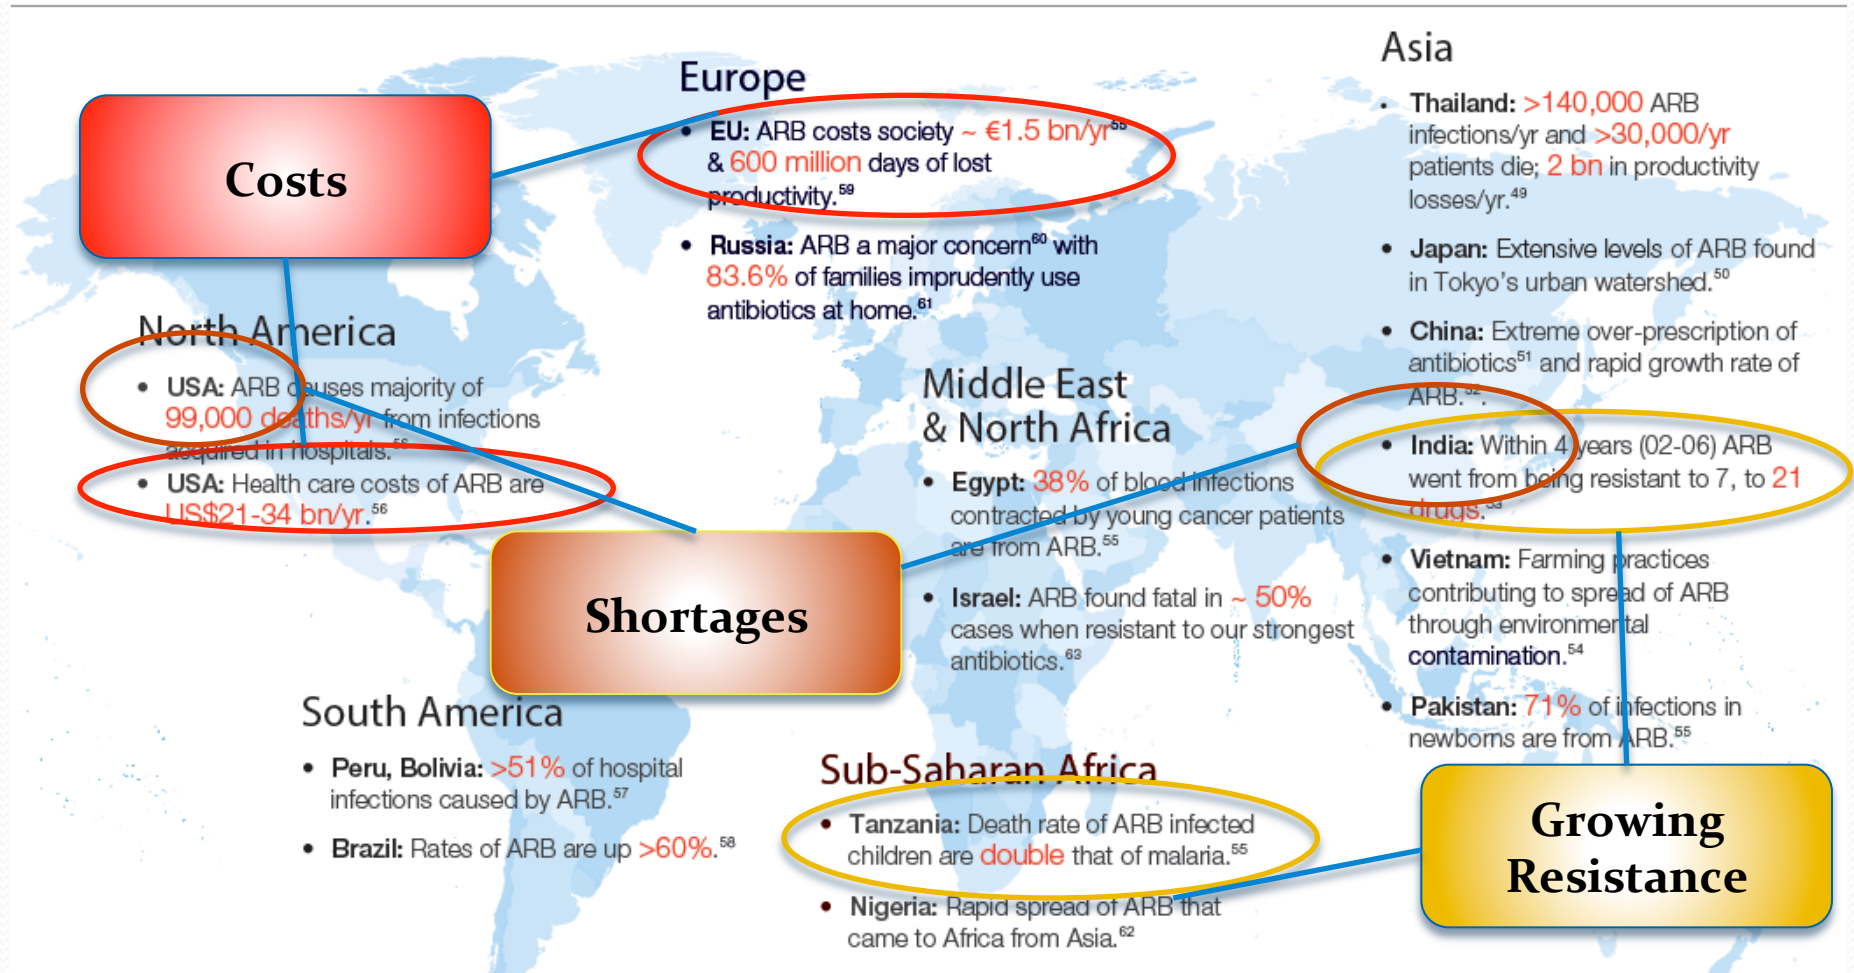 Costs
Europe
• EU: ARB costs society ~ €1.5 bn/yr⁵⁵
& 600 million days of lost
productivity.⁵⁹
• Russia: ARB a major concern⁶⁰ with
83.6% of families imprudently use
antibiotics at home.⁶¹
Asia
• Thailand: >140,000 ARB
infections/yr and >30,000/yr
patients die; 2 bn in productivity
losses/yr.⁴⁹
• Japan: Extensive levels of ARB found
in Tokyo's urban watershed.⁵⁰
• China: Extreme over-prescription of
antibiotics⁵¹ and rapid growth rate of
ARB.⁵².
• India: Within 4 years (02-06) ARB
went from being resistant to 7, to 21
drugs.⁵³
• Vietnam: Farming practices
contributing to spread of ARB
through environmental
contamination.⁵⁴
• Pakistan: 71% of infections in
newborns are from ARB.⁵⁵
North America
• USA: ARB causes majority of
99,000 deaths/yr from infections
acquired in hospitals.⁵⁶
• USA: Health care costs of ARB are
US$21-34 bn/yr.⁵⁶
Middle East
& North Africa
• Egypt: 38% of blood infections
contracted by young cancer patients
are from ARB.⁵⁵
• Israel: ARB found fatal in ~ 50%
cases when resistant to our strongest
antibiotics.⁶³
Shortages
South America
• Peru, Bolivia: >51% of hospital
infections caused by ARB.⁵⁷
• Brazil: Rates of ARB are up >60%.⁵⁸
Sub-Saharan Africa
• Tanzania: Death rate of ARB infected
children are double that of malaria.⁵⁵
• Nigeria: Rapid spread of ARB that
came to Africa from Asia.⁶²
Growing
Resistance